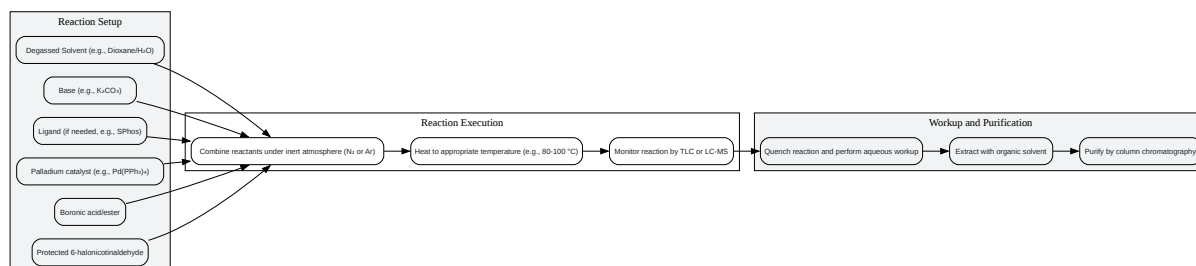 Reaction Setup
Degassed Solvent (e.g., Dioxane/H₂O)
Base (e.g., K₂CO₃)
Ligand (if needed, e.g., SPhos)
Palladium catalyst (e.g., Pd(PPh₃)₄)
Boronic acid/ester
Protected 6-halonicotinaldehyde
Reaction Execution
Combine reactants under inert atmosphere (N₂ or Ar)
Heat to appropriate temperature (e.g., 80-100 °C)
Monitor reaction by TLC or LC-MS
Workup and Purification
Quench reaction and perform aqueous workup
Extract with organic solvent
Purify by column chromatography